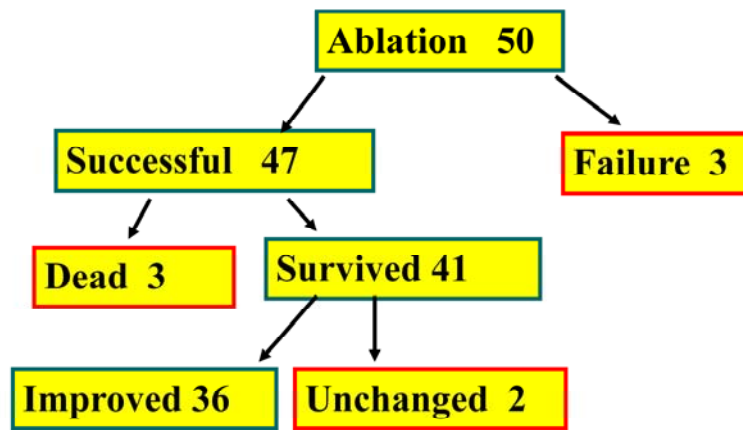 Ablation 50
Successful 47
Failure 3
Dead 3
Survived 41
Improved 36
Unchanged 2